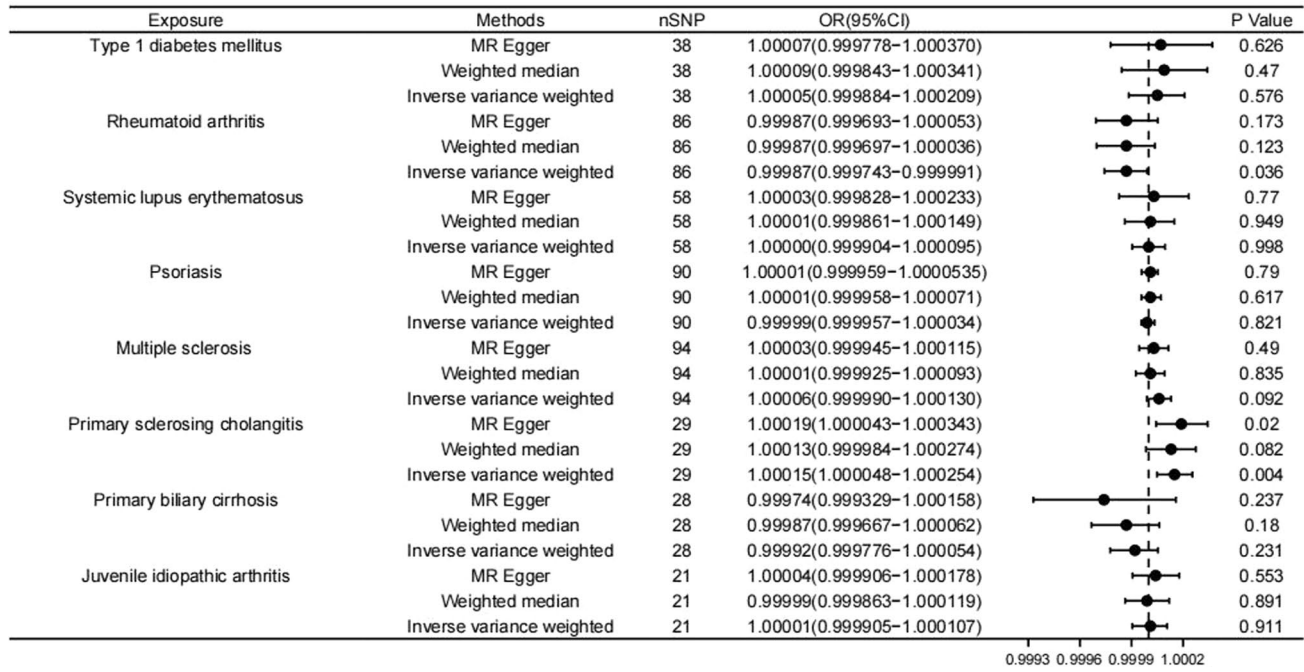 Exposure Methods nSNP OR(95%CI) P Value
Type 1 diabetes mellitus MR Egger 38 1.00007(0.999778−1.000370) 0.626
Weighted median 38 1.00009(0.999843−1.000341) 0.47
Inverse variance weighted 38 1.00005(0.999884−1.000209) 0.576
Rheumatoid arthritis MR Egger 86 0.99987(0.999693−1.000053) 0.173
Weighted median 86 0.99987(0.999697−1.000036) 0.123
Inverse variance weighted 86 0.99987(0.999743−0.999991) 0.036
Systemic lupus erythematosus MR Egger 58 1.00003(0.999828−1.000233) 0.77
Weighted median 58 1.00001(0.999861−1.000149) 0.949
Inverse variance weighted 58 1.00000(0.999904−1.000095) 0.998
Psoriasis MR Egger 90 1.00001(0.999959−1.0000535) 0.79
Weighted median 90 1.00001(0.999958−1.000071) 0.617
Inverse variance weighted 90 0.99999(0.999957−1.000034) 0.821
Multiple sclerosis MR Egger 94 1.00003(0.999945−1.000115) 0.49
Weighted median 94 1.00001(0.999925−1.000093) 0.835
Inverse variance weighted 94 1.00006(0.999990−1.000130) 0.092
Primary sclerosing cholangitis MR Egger 29 1.00019(1.000043−1.000343) 0.02
Weighted median 29 1.00013(0.999984−1.000274) 0.082
Inverse variance weighted 29 1.00015(1.000048−1.000254) 0.004
Primary biliary cirrhosis MR Egger 28 0.99974(0.999329−1.000158) 0.237
Weighted median 28 0.99987(0.999667−1.000062) 0.18
Inverse variance weighted 28 0.99992(0.999776−1.000054) 0.231
Juvenile idiopathic arthritis MR Egger 21 1.00004(0.999906−1.000178) 0.553
Weighted median 21 0.99999(0.999863−1.000119) 0.891
Inverse variance weighted 21 1.00001(0.999905−1.000107) 0.911
0.9993 0.9996 0.9999 1.0002